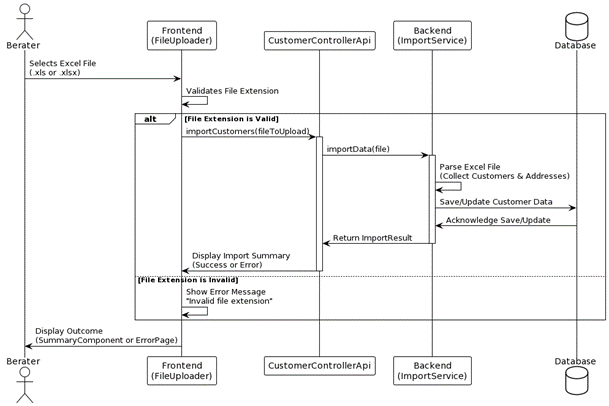 Berater
Frontend
(FileUploader)
CustomerControllerApi
Backend
(ImportService)
Database
Selects Excel File
(.xls or .xlsx)
Validates File Extension
alt
[File Extension is Valid]
importCustomers(fileToUpload)
importData(file)
Parse Excel File
(Collect Customers & Addresses)
Save/Update Customer Data
Acknowledge Save/Update
Return ImportResult
Display Import Summary
(Success or Error)
[File Extension is Invalid]
Show Error Message
"Invalid file extension"
Display Outcome
(SummaryComponent or ErrorPage)
Berater
Frontend
(FileUploader)
CustomerControllerApi
Backend
(ImportService)
Database